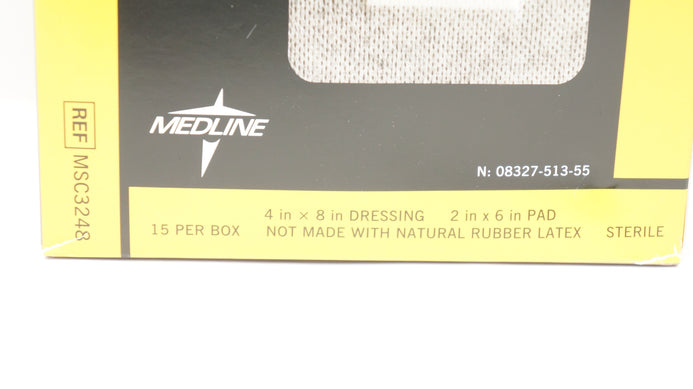 MEDLINE
REF MSC3248
N: 08327-513-55
4 in × 8 in DRESSING 2 in x 6 in PAD
15 PER BOX NOT MADE WITH NATURAL RUBBER LATEX STERILE